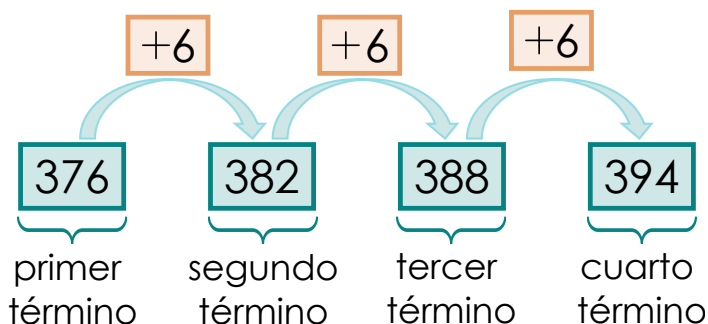 +6 +6 +6
376 382 388 394
primer segundo tercer cuarto
término término término término